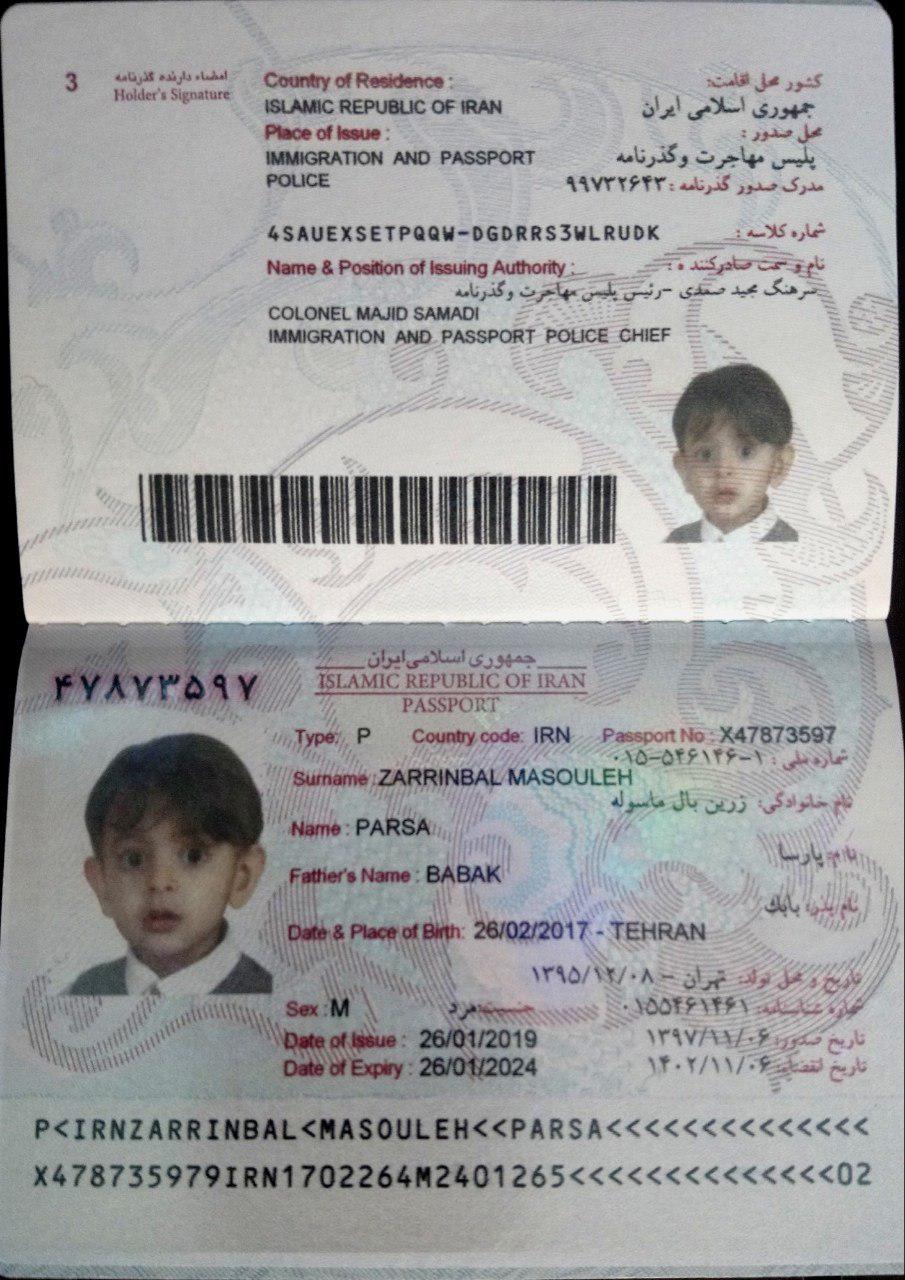 3
امضاء دارنده گذرنامه
Holder's Signature
Country of Residence :
کشور محل اقامت:
ISLAMIC REPUBLIC OF IRAN
جمهوری اسلامی ایران
Place of Issue :
محل صدور :
IMMIGRATION AND PASSPORT
POLICE
پلیس مهاجرت وگذرنامه
مدرک صدور گذرنامه : ۹۹۷۳۲۶۴۳
4SAUEXSETPQQW-DGDRRS3WLRUDK
شماره کلاسه :
Name & Position of Issuing Authority :
نام و سمت صادرکننده :
سرهنگ مجید صمدی -رئیس پلیس مهاجرت وگذرنامه
COLONEL MAJID SAMADI
IMMIGRATION AND PASSPORT POLICE CHIEF
۴۷۸۷۳۵۹۷
جمهوری اسلامی ایران
ISLAMIC REPUBLIC OF IRAN
PASSPORT
Type: P Country code: IRN Passport No : X47873597
شماره ملی : ۰۱۵-۵۴۶۱۴۶-۱
Surname : ZARRINBAL MASOULEH
نام خانوادگی: زرین بال ماسوله
Name : PARSA
نام: پارسا
Father's Name : BABAK
نام پدر: بابك
Date & Place of Birth: 26/02/2017 - TEHRAN
تاریخ و محل تولد: تهران - ۱۳۹۵/۱۲/۰۸
Sex : M
جنسیت: مرد
شماره شناسنامه: ۰۱۵۵۴۶۱۴۶۱
Date of Issue : 26/01/2019
تاریخ صدور: ۱۳۹۷/۱۱/۰۶
Date of Expiry : 26/01/2024
تاریخ انقضاء: ۱۴۰۲/۱۱/۰۶
P<IRNZARRINBAL<MASOULEH<<PARSA<<<<<<<<<<<<<<
X478735979IRN1702264M2401265<<<<<<<<<<<<<<02